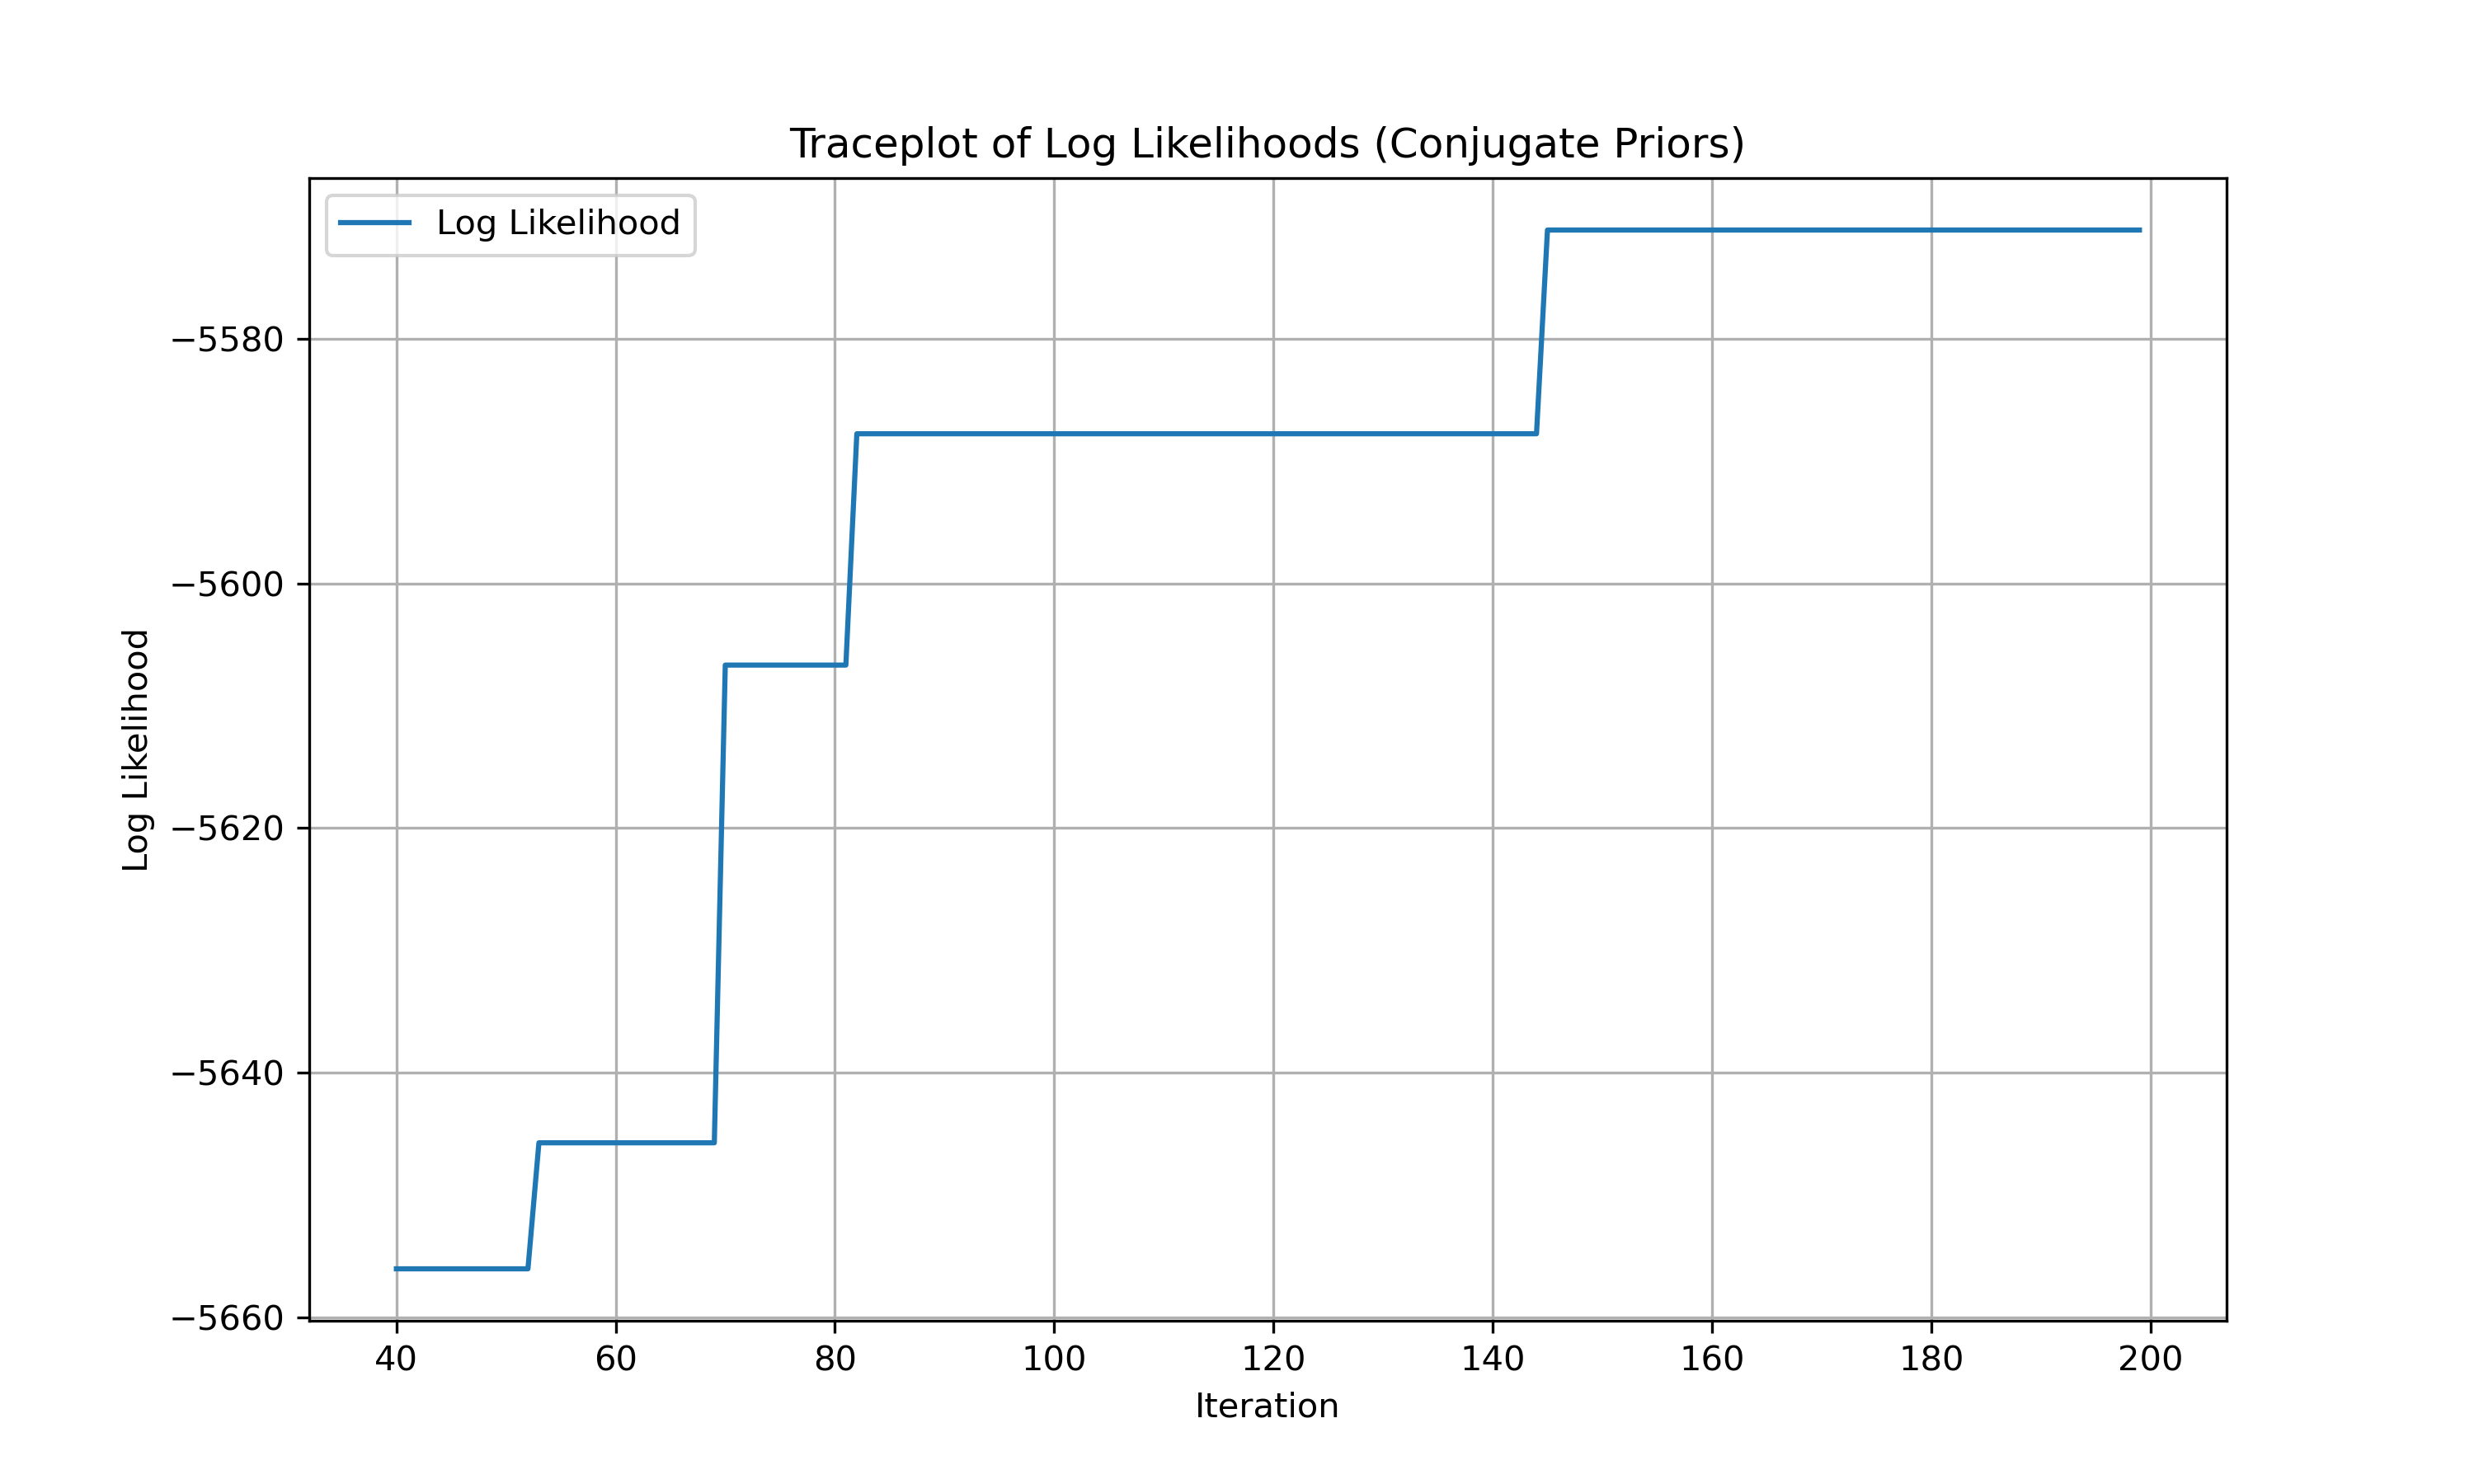 Traceplot of Log Likelihoods (Conjugate Priors)
Log Likelihood
−5580
−5600
−5620
−5640
−5660
Log Likelihood
40 60 80 100 120 140 160 180 200
Iteration